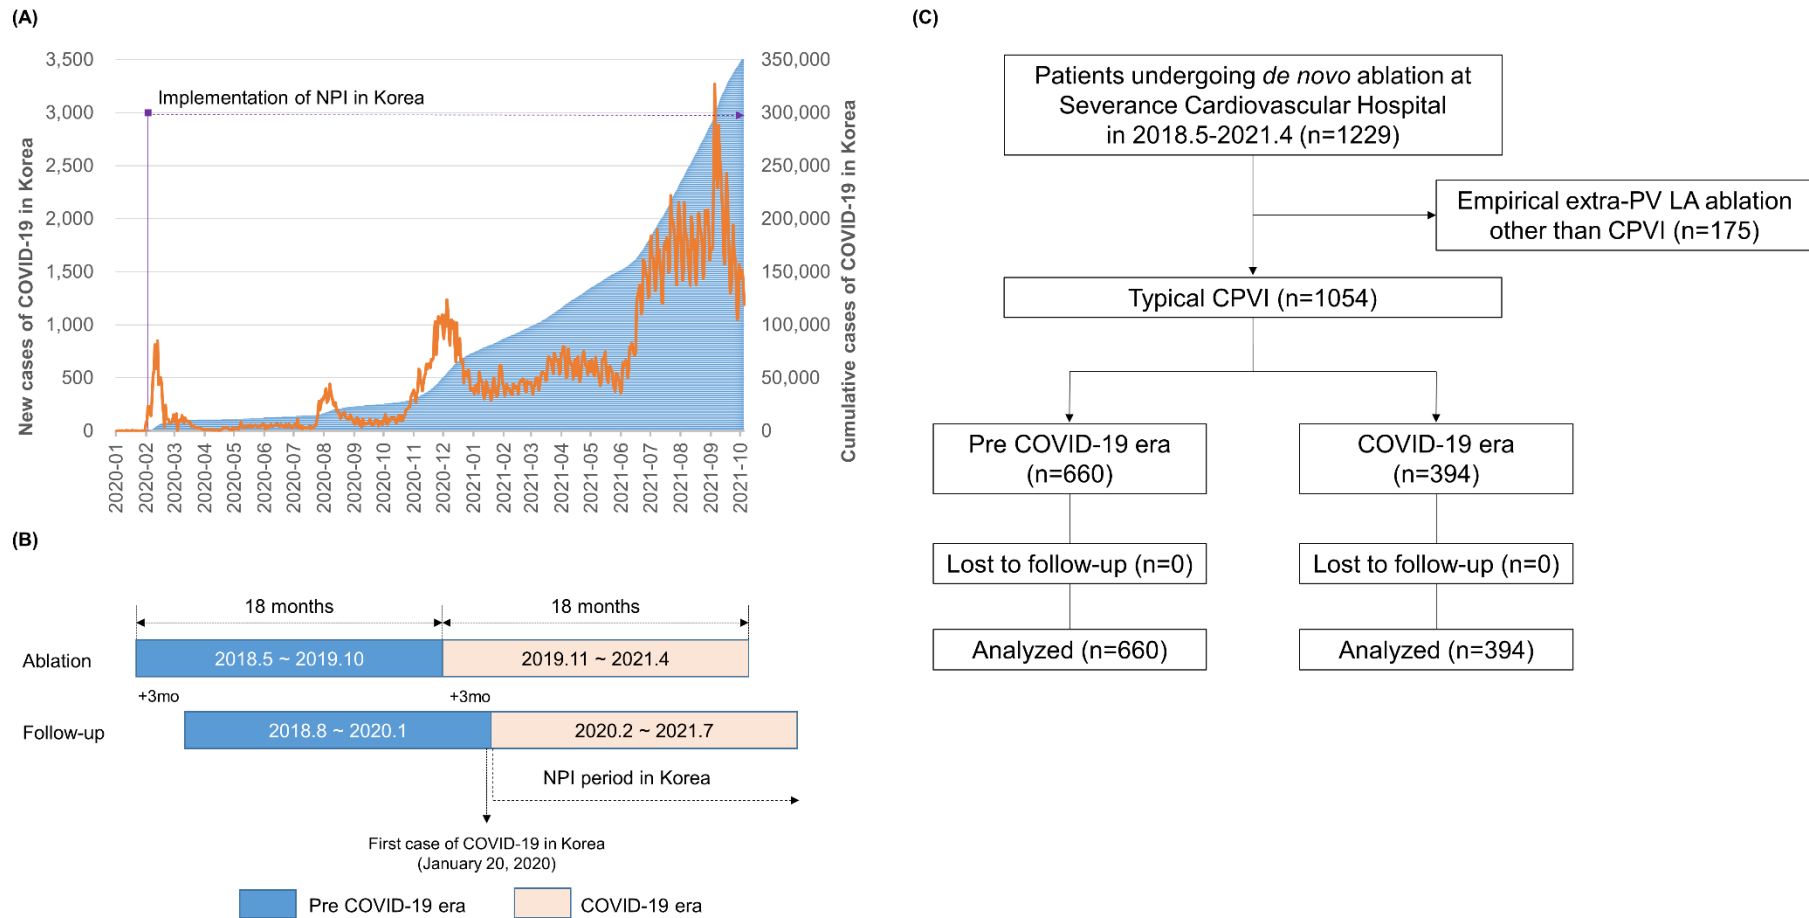 (A)
3,500
3,000
2,500
2,000
1,500
1,000
500
0
New cases of COVID-19 in Korea
Implementation of NPI in Korea
350,000
300,000
250,000
200,000
150,000
100,000
50,000
0
Cumulative cases of COVID-19 in Korea
2020-01
2020-02
2020-03
2020-04
2020-05
2020-06
2020-07
2020-08
2020-09
2020-10
2020-11
2020-12
2021-01
2021-02
2021-03
2021-04
2021-05
2021-06
2021-07
2021-08
2021-09
2021-10
(B)
18 months
18 months
Ablation
2018.5 ~ 2019.10
2019.11 ~ 2021.4
+3mo
+3mo
Follow-up
2018.8 ~ 2020.1
2020.2 ~ 2021.7
NPI period in Korea
First case of COVID-19 in Korea
(January 20, 2020)
Pre COVID-19 era
COVID-19 era
(C)
Patients undergoing de novo ablation at
Severance Cardiovascular Hospital
in 2018.5-2021.4 (n=1229)
Empirical extra-PV LA ablation
other than CPVI (n=175)
Typical CPVI (n=1054)
Pre COVID-19 era
(n=660)
COVID-19 era
(n=394)
Lost to follow-up (n=0)
Lost to follow-up (n=0)
Analyzed (n=660)
Analyzed (n=394)